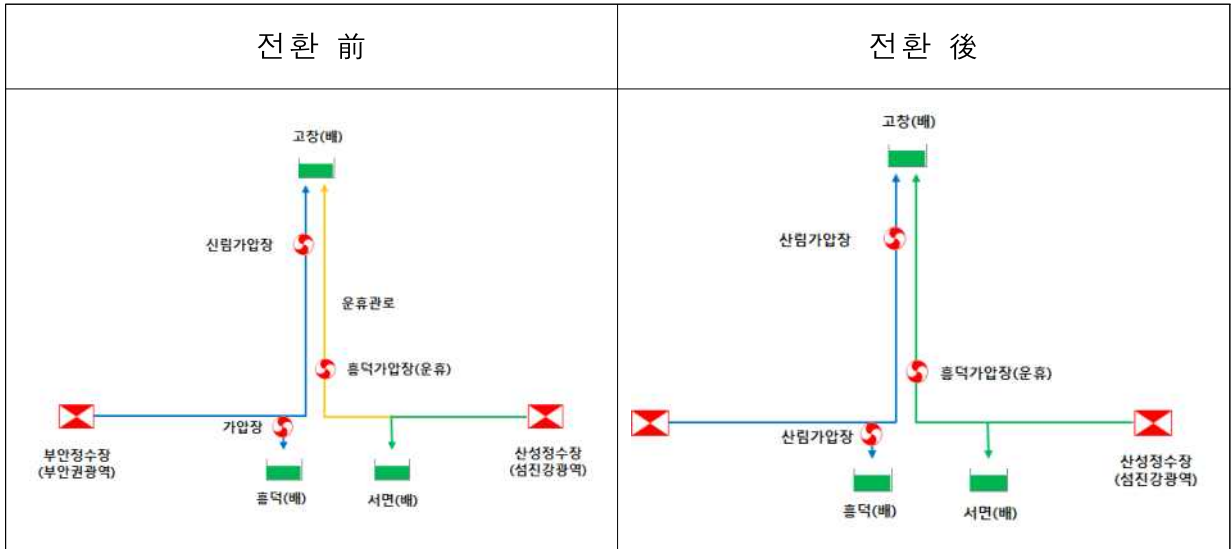 전환 前
전환 後
고창(배)
신림가압장
운휴관로
흥덕가압장(운휴)
가압장
부안정수장
(부안권광역)
흥덕(배)
서면(배)
산성정수장
(섬진강광역)
고창(배)
산림가압장
흥덕가압장(운휴)
산림가압장
흥덕(배)
서면(배)
산성정수장
(섬진강광역)